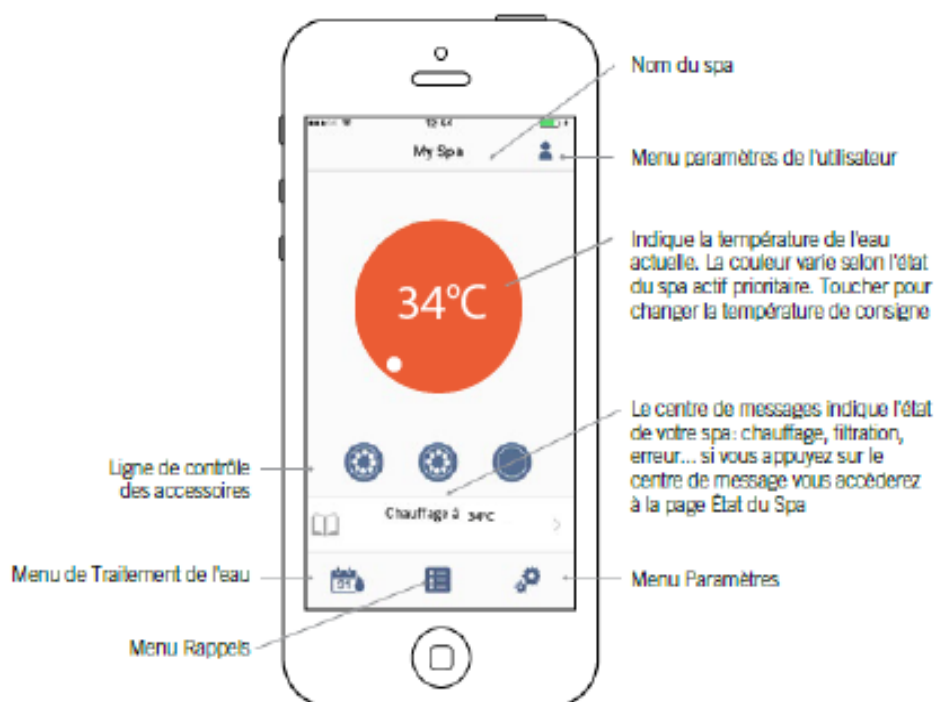 Nom du spa
My Spa
Menu paramètres de l'utilisateur
Indique la température de l'eau
actuelle. La couleur varie selon l'état
du spa actif prioritaire. Toucher pour
changer la température de consigne
34°C
Le centre de messages indique l'état
de votre spa: chauffage, filtration,
erreur... si vous appuyez sur le
centre de message vous accéderez
à la page État du Spa
Ligne de contrôle
des accessoires
Chauffage à 34°C
Menu de Traitement de l'eau
Menu Paramètres
Menu Rappels